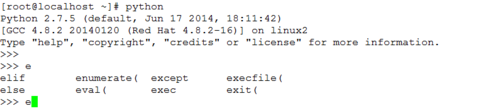 [root@localhost ~]# python
Python 2.7.5 (default, Jun 17 2014, 18:11:42)
[GCC 4.8.2 20140120 (Red Hat 4.8.2-16)] on linux2
Type "help", "copyright", "credits" or "license" for more information.
>>>
>>> e
elif        enumerate(  except      execfile(
else        eval(       exec        exit(
>>> e